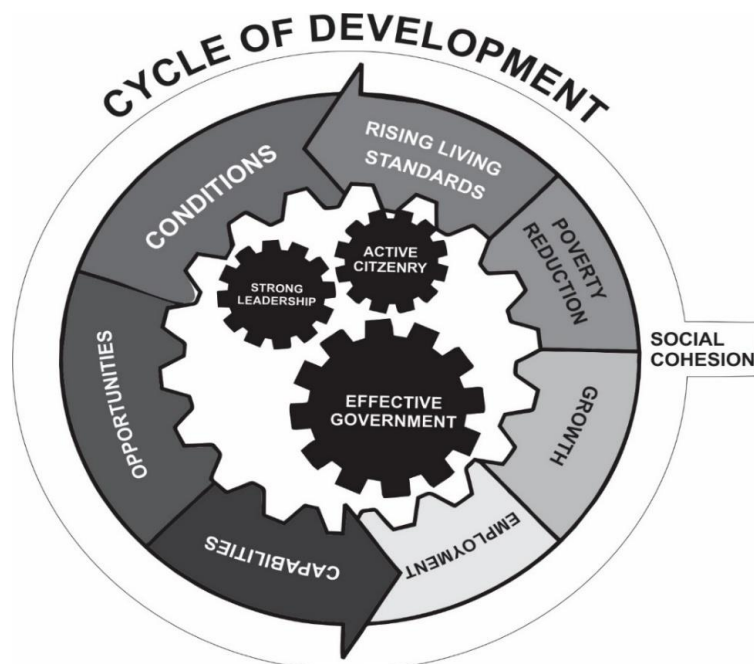 CYCLE OF DEVELOPMENT
RISING LIVING
STANDARDS
CONDITIONS
POVERTY
REDUCTION
ACTIVE
CITZENRY
STRONG
LEADERSHIP
SOCIAL
COHESION
OPPORTUNITIES
EFFECTIVE
GOVERNMENT
GROWTH
EMPLOYMENT
CAPABILITIES